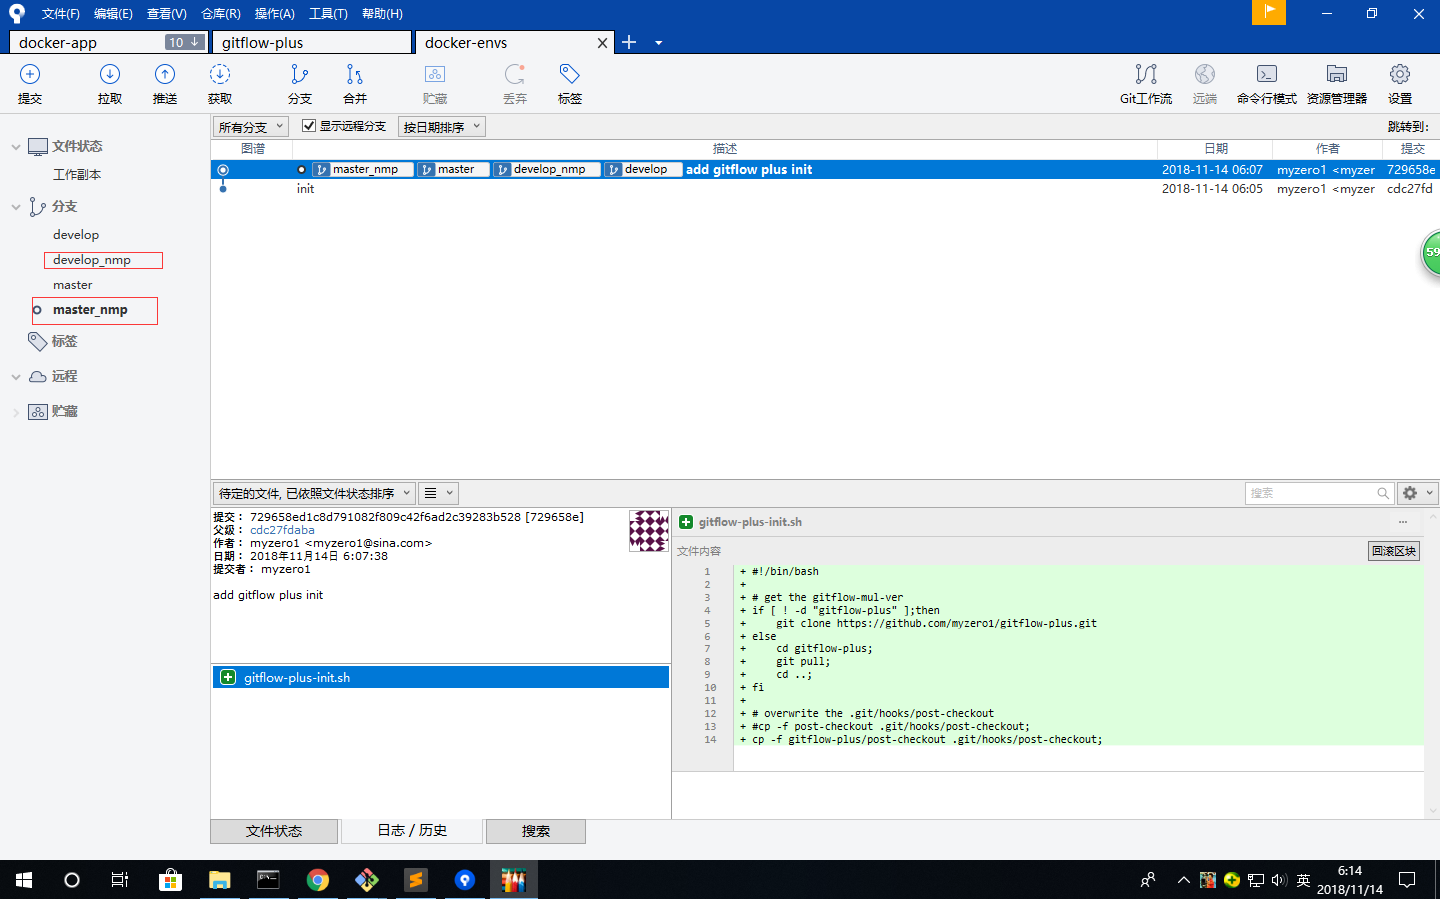 文件(F) 编辑(E) 查看(V) 仓库(R) 操作(A) 工具(T) 帮助(H)
docker-app 10 ↓ gitflow-plus docker-envs
提交 拉取 推送 获取 分支 合并 贮藏 丢弃 标签 Git工作流 远端 命令行模式 资源管理器 设置
所有分支 显示远程分支 按日期排序 跳转到:
图谱 描述 日期 作者 提交
master_nmp master develop_nmp develop add gitflow plus init 2018-11-14 06:07 myzero1 <myzer 729658e
init 2018-11-14 06:05 myzero1 <myzer cdc27fd
文件状态
工作副本
分支
develop
develop_nmp
master
master_nmp
标签
远程
贮藏
59
待定的文件, 已依照文件状态排序 搜索
提交: 729658ed1c8d791082f809c42f6ad2c39283b528 [729658e]
父级: cdc27fdaba
作者: myzero1 <myzero1@sina.com>
日期: 2018年11月14日 6:07:38
提交者: myzero1
add gitflow plus init
gitflow-plus-init.sh
gitflow-plus-init.sh ...
文件内容 回滚区块
1 + #!/bin/bash
2 +
3 + # get the gitflow-mul-ver
4 + if [ ! -d "gitflow-plus" ];then
5 + git clone https://github.com/myzero1/gitflow-plus.git
6 + else
7 + cd gitflow-plus;
8 + git pull;
9 + cd ..;
10 + fi
11 +
12 + # overwrite the .git/hooks/post-checkout
13 + #cp -f post-checkout .git/hooks/post-checkout;
14 + cp -f gitflow-plus/post-checkout .git/hooks/post-checkout;
文件状态 日志 / 历史 搜索
英 6:14
2018/11/14